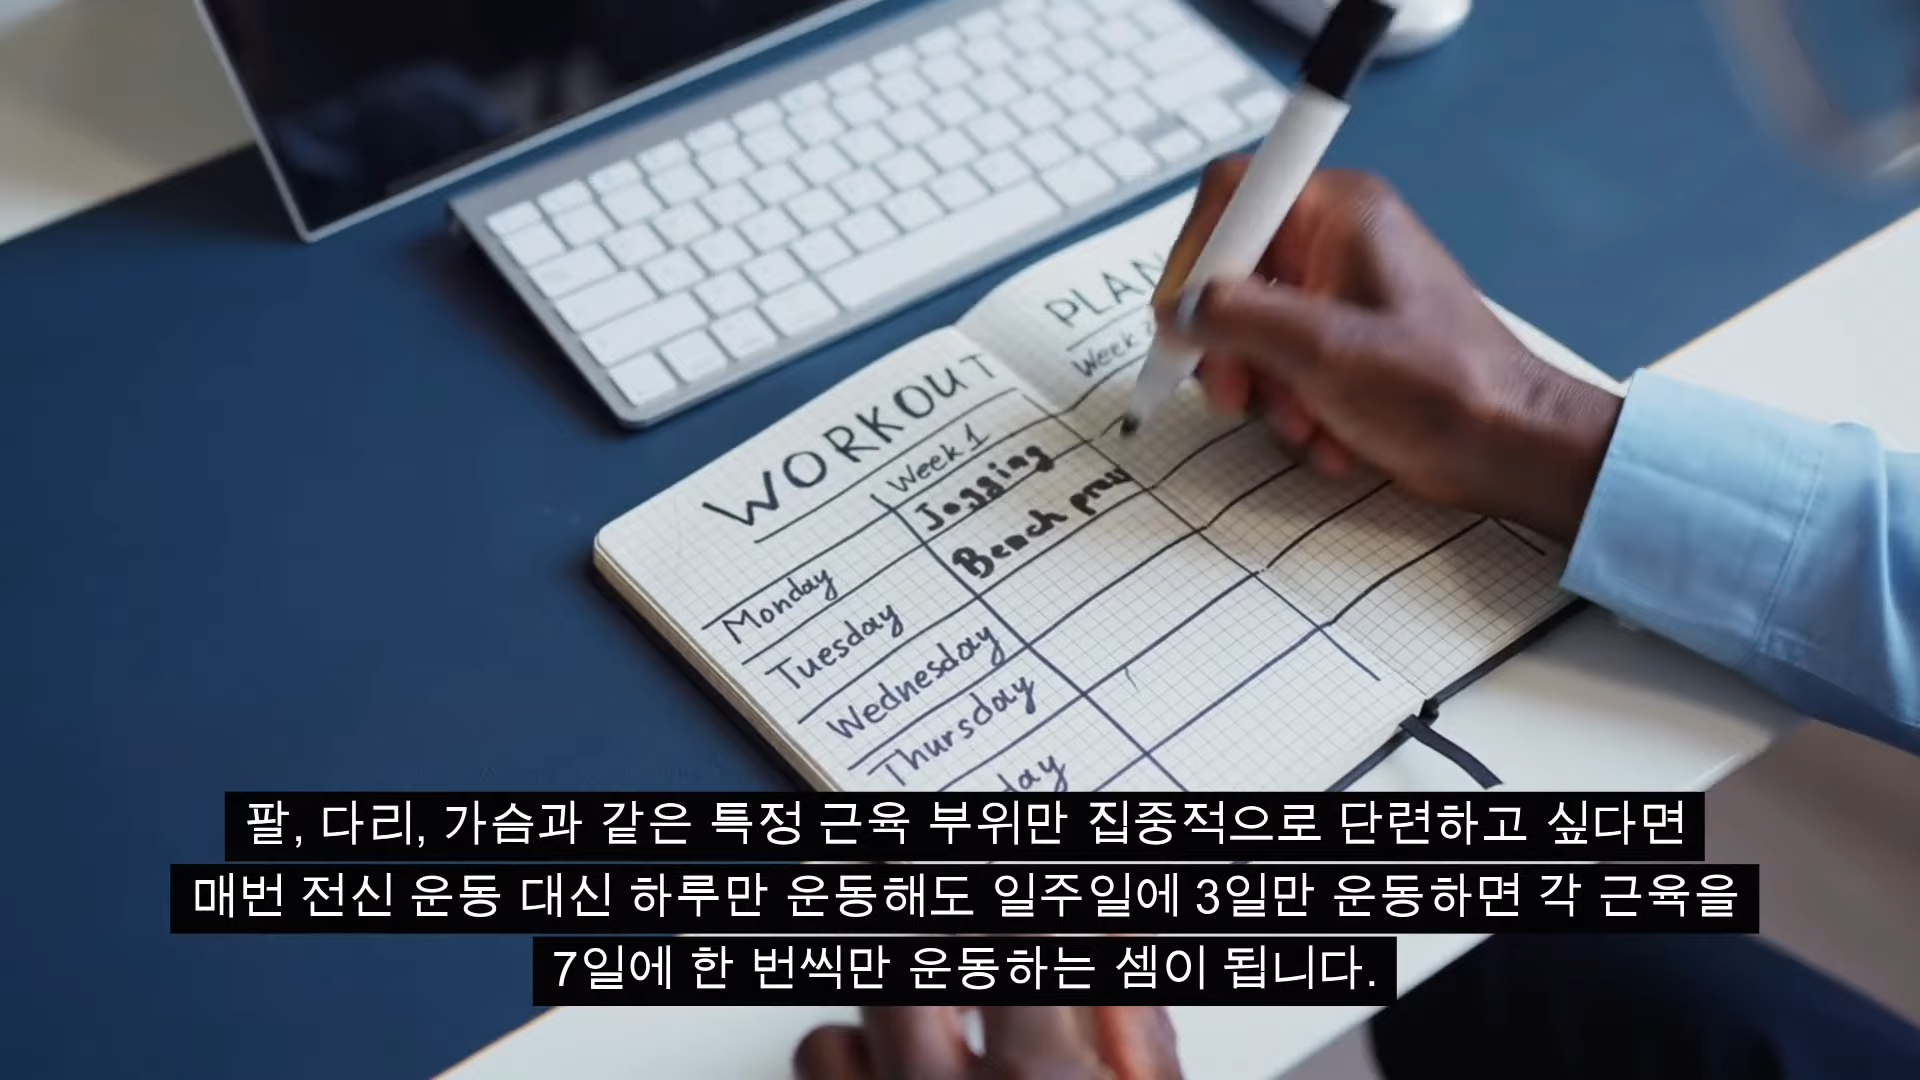 WORKOUT
PLAN
Week 1
Week
Monday
Jogging
Tuesday
Bench press
Wednesday
Thursday
팔, 다리, 가슴과 같은 특정 근육 부위만 집중적으로 단련하고 싶다면
매번 전신 운동 대신 하루만 운동해도 일주일에 3일만 운동하면 각 근육을
7일에 한 번씩만 운동하는 셈이 됩니다.